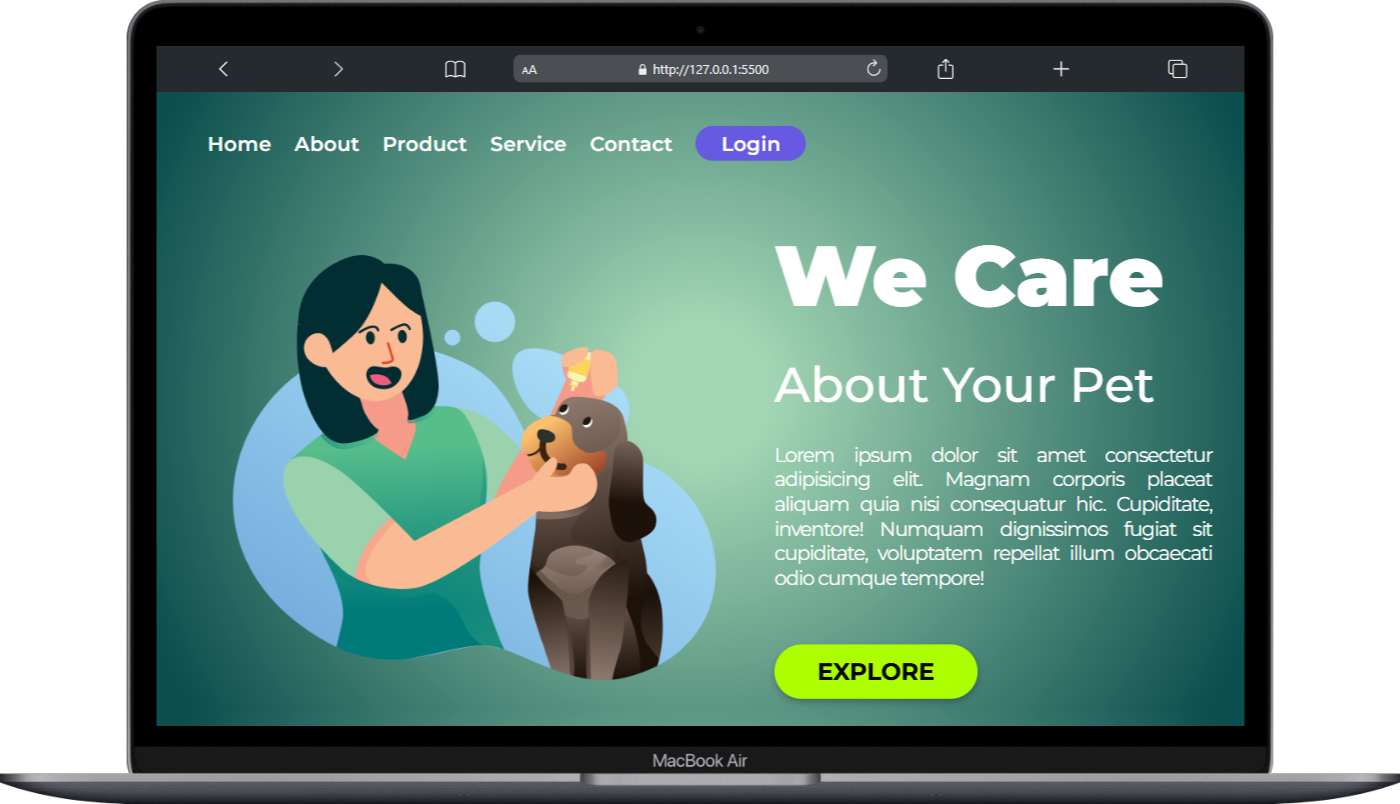 AA http://127.0.0.1:5500
Home About Product Service Contact Login
We Care
About Your Pet
Lorem ipsum dolor sit amet consectetur
adipisicing elit. Magnam corporis placeat
aliquam quia nisi consequatur hic. Cupiditate,
inventore! Numquam dignissimos fugiat sit
cupiditate, voluptatem repellat illum obcaecati
odio cumque tempore!
EXPLORE
MacBook Air